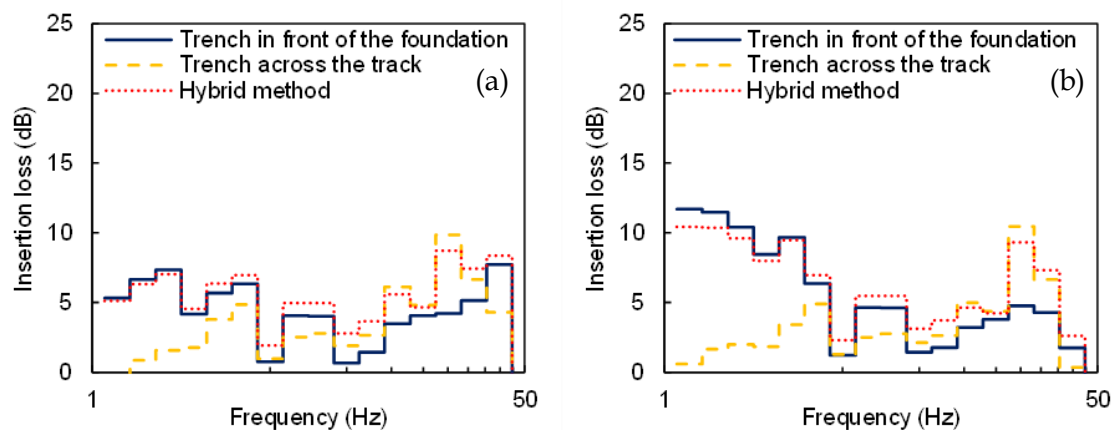 25
20
15
10
5
0
Insertion loss (dB)
Trench in front of the foundation
Trench across the track
Hybrid method
(a)
1
50
Frequency (Hz)
25
20
15
10
5
0
Insertion loss (dB)
Trench in front of the foundation
Trench across the track
Hybrid method
(b)
1
50
Frequency (Hz)